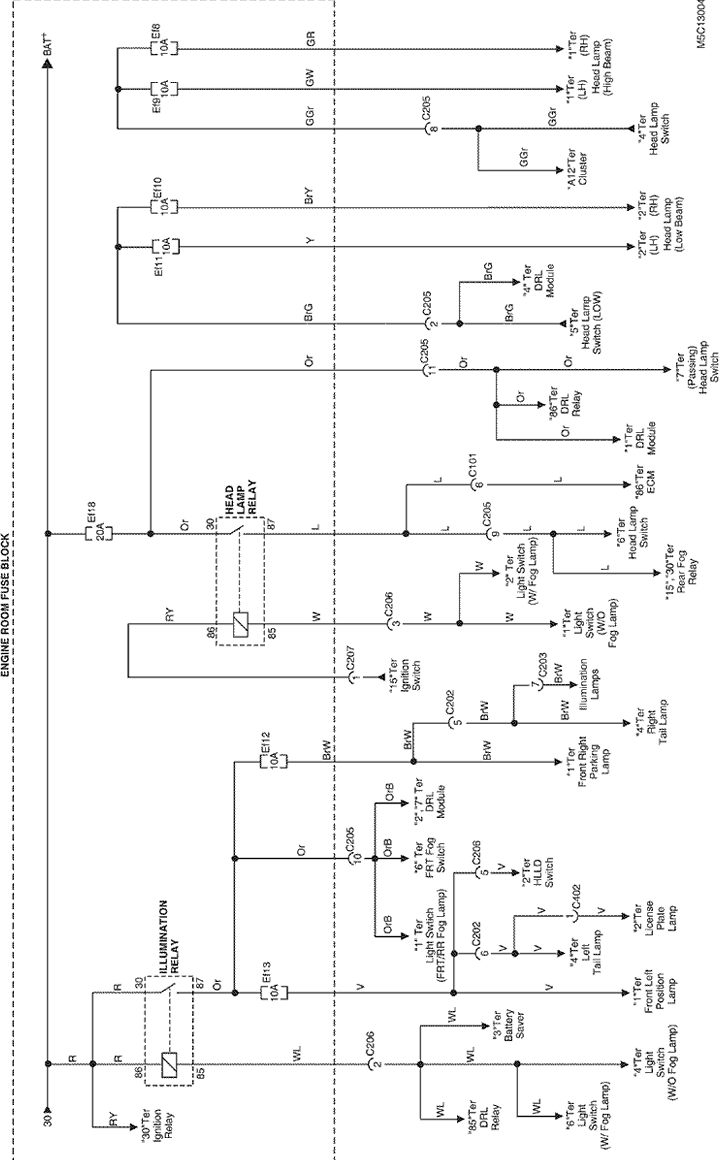 ENGINE ROOM FUSE BLOCK
M5C13004
30
BAT+
R
R
R
RY
"30"Ter
Ignition
Relay
86
30
ILLUMINATION
RELAY
85
87
Or
WL
C206
2
WL
WL
WL
WL
"3"Ter
Battery
Saver
"85"Ter
DRL
Relay
"6"Ter
Light
Switch
(W/ Fog Lamp)
"4"Ter
Light
Switch
(W/O Fog Lamp)
Ef13
10A
V
V
C202
6
V
V
C402
1
V
C206
5
V
"2"Ter
HLLD
Switch
"4"Ter
Left
Tail Lamp
"2"Ter
License
Plate
Lamp
"1"Ter
Front Left
Position
Lamp
Or
C205
10
OrB
OrB
OrB
"1" Ter
Light Swtich
(FRT/RR Fog Lamp)
"6" Ter
FRT Fog
Switch
"2","7" Ter
DRL
Module
Ef12
10A
BrW
BrW
BrW
C202
5
BrW
BrW
C203
7
BrW
Illumination
Lamps
"4"Ter
Right
Tail Lamp
"1"Ter
Front Right
Parking
Lamp
C207
1
"15"Ter
Ignition
Switch
RY
86
30
HEAD
LAMP
RELAY
85
87
W
C206
3
W
W
W
"2" Ter
Light Switch
(W/ Fog Lamp)
"1"Ter
Light
Switch
(W/O
Fog Lamp)
Ef18
20A
Or
L
L
L
C101
6
L
C205
9
L
L
"86"Ter
ECM
"6"Ter
Head Lamp
Switch
"15","30"Ter
Rear Fog
Relay
Or
C205
11
Or
Or
Or
Or
"86"Ter
DRL
Relay
"1"Ter
DRL
Module
"7"Ter
(Passing)
Head Lamp
Switch
BrG
C205
2
BrG
BrG
"4" Ter
DRL
Module
"5"Ter
Head Lamp
Switch (LOW)
Ef11
10A
Y
Ef10
10A
BrY
"2"Ter
(LH)
"2"Ter
(RH)
Head Lamp
(Low Beam)
GGr
C205
8
GGr
GGr
"A12"Ter
Cluster
"4"Ter
Head Lamp
Switch
Ef9
10A
GW
Ef8
10A
GR
"1"Ter
(LH)
"1"Ter
(RH)
Head Lamp
(High Beam)